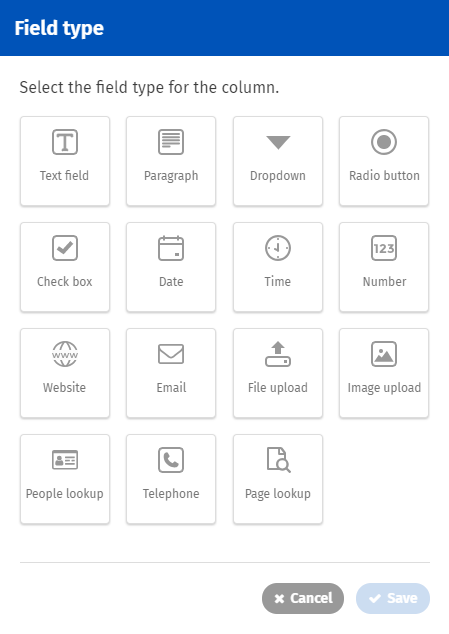 Field type
Select the field type for the column.
T
Text field
Paragraph
Dropdown
Radio button
Check box
Date
Time
123
Number
www
Website
Email
File upload
Image upload
People lookup
Telephone
Page lookup
Cancel
Save